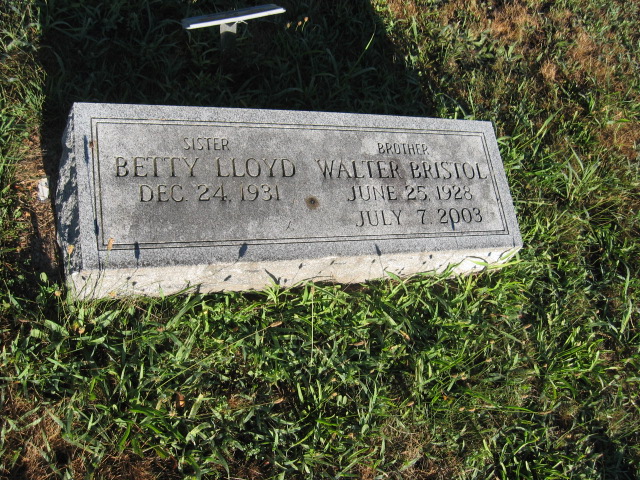 SISTER
BETTY LLOYD
DEC. 24, 1931
BROTHER
WALTER BRISTOL
JUNE 25, 1928
JULY 7, 2003